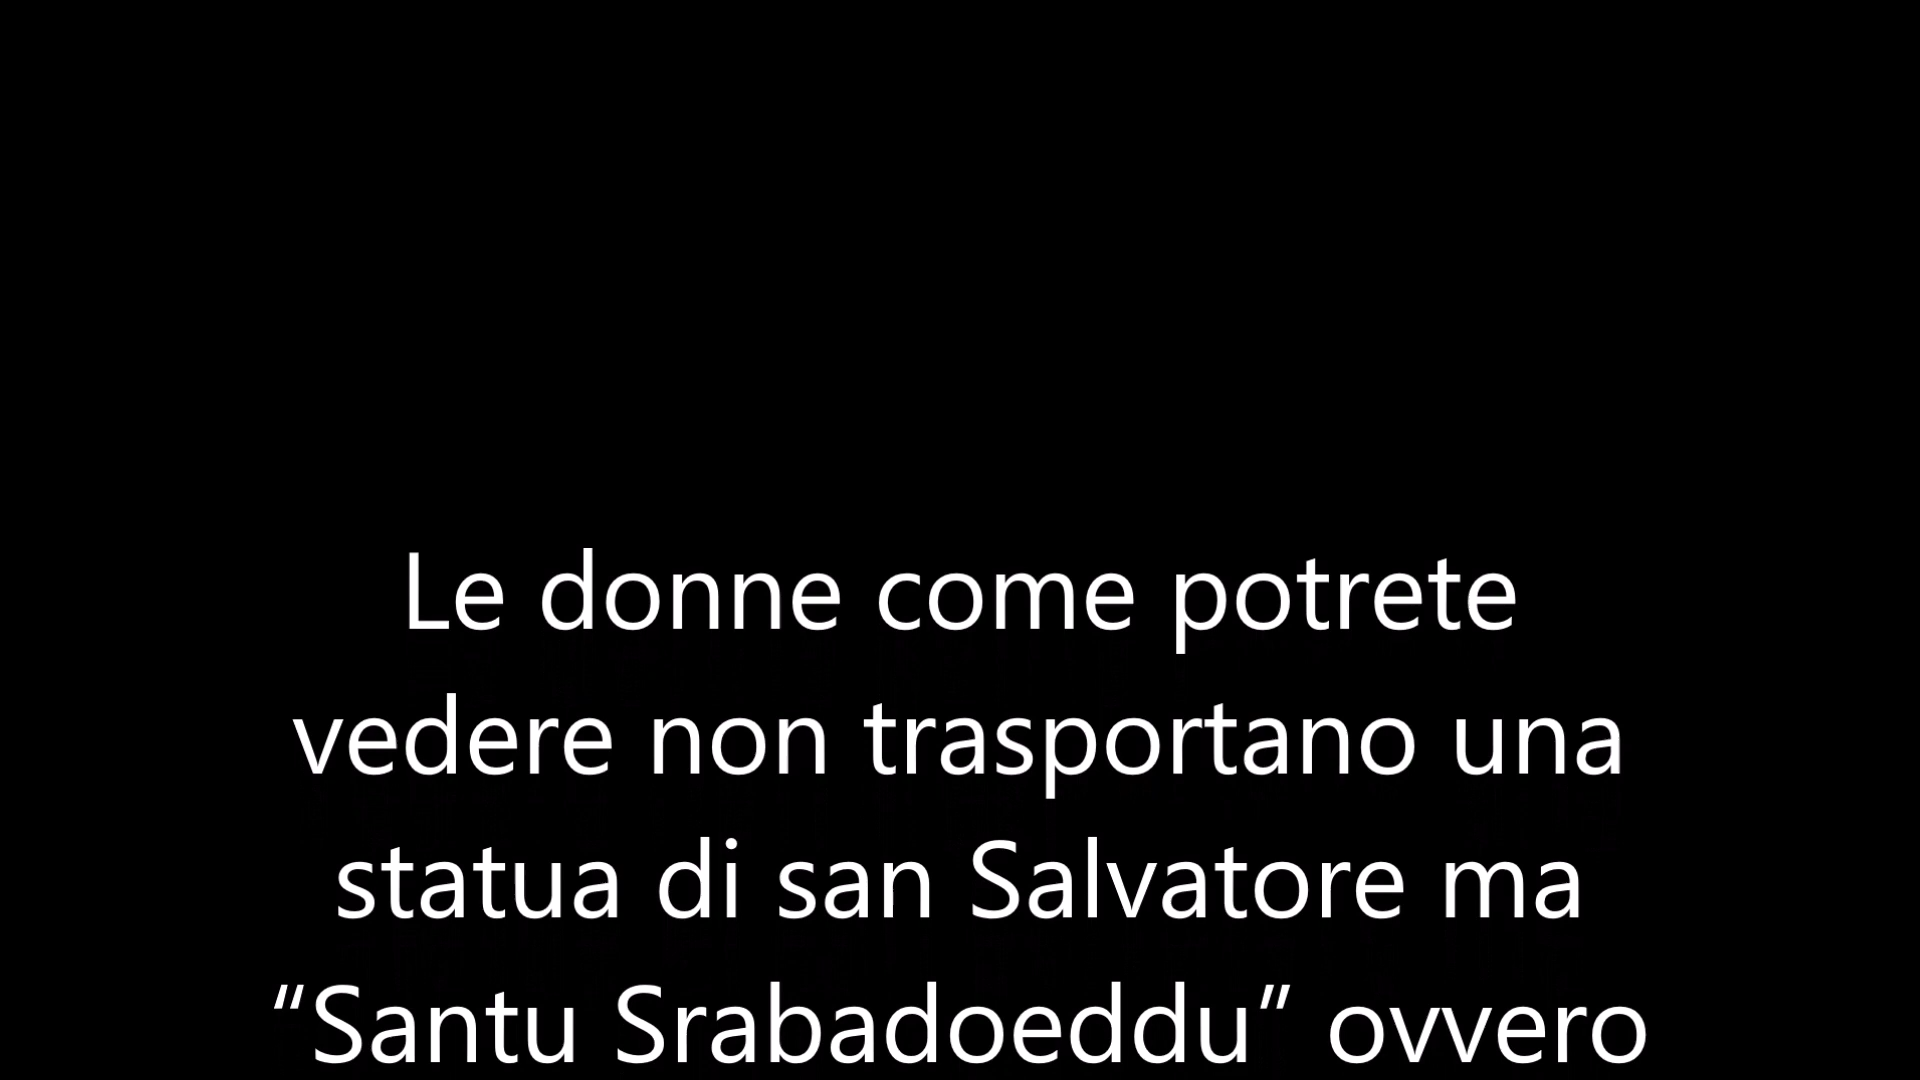 Le donne come potrete
vedere non trasportano una
statua di san Salvatore ma
“Santu Srabadoeddu” ovvero